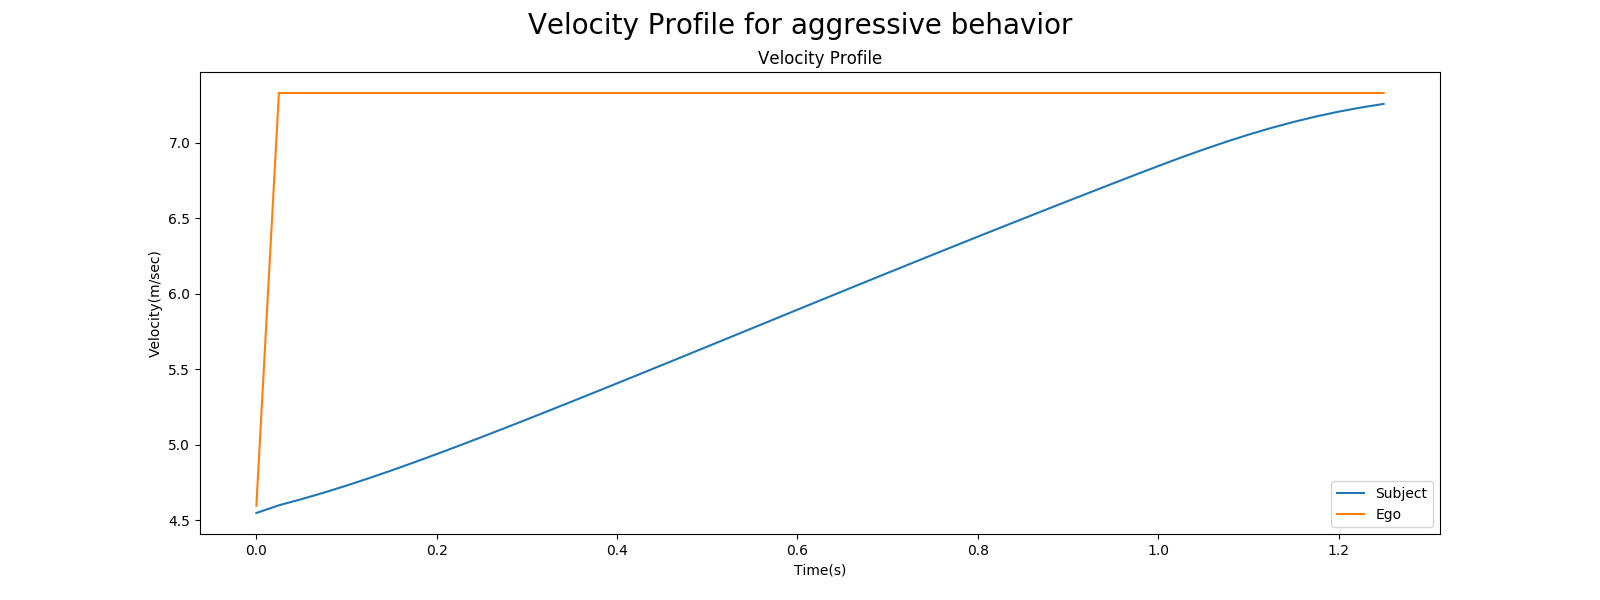 Velocity Profile for aggressive behavior
Velocity Profile
7.0
6.5
6.0
5.5
5.0
4.5
Velocity(m/sec)
0.0 0.2 0.4 0.6 0.8 1.0 1.2
Time(s)
Subject
Ego